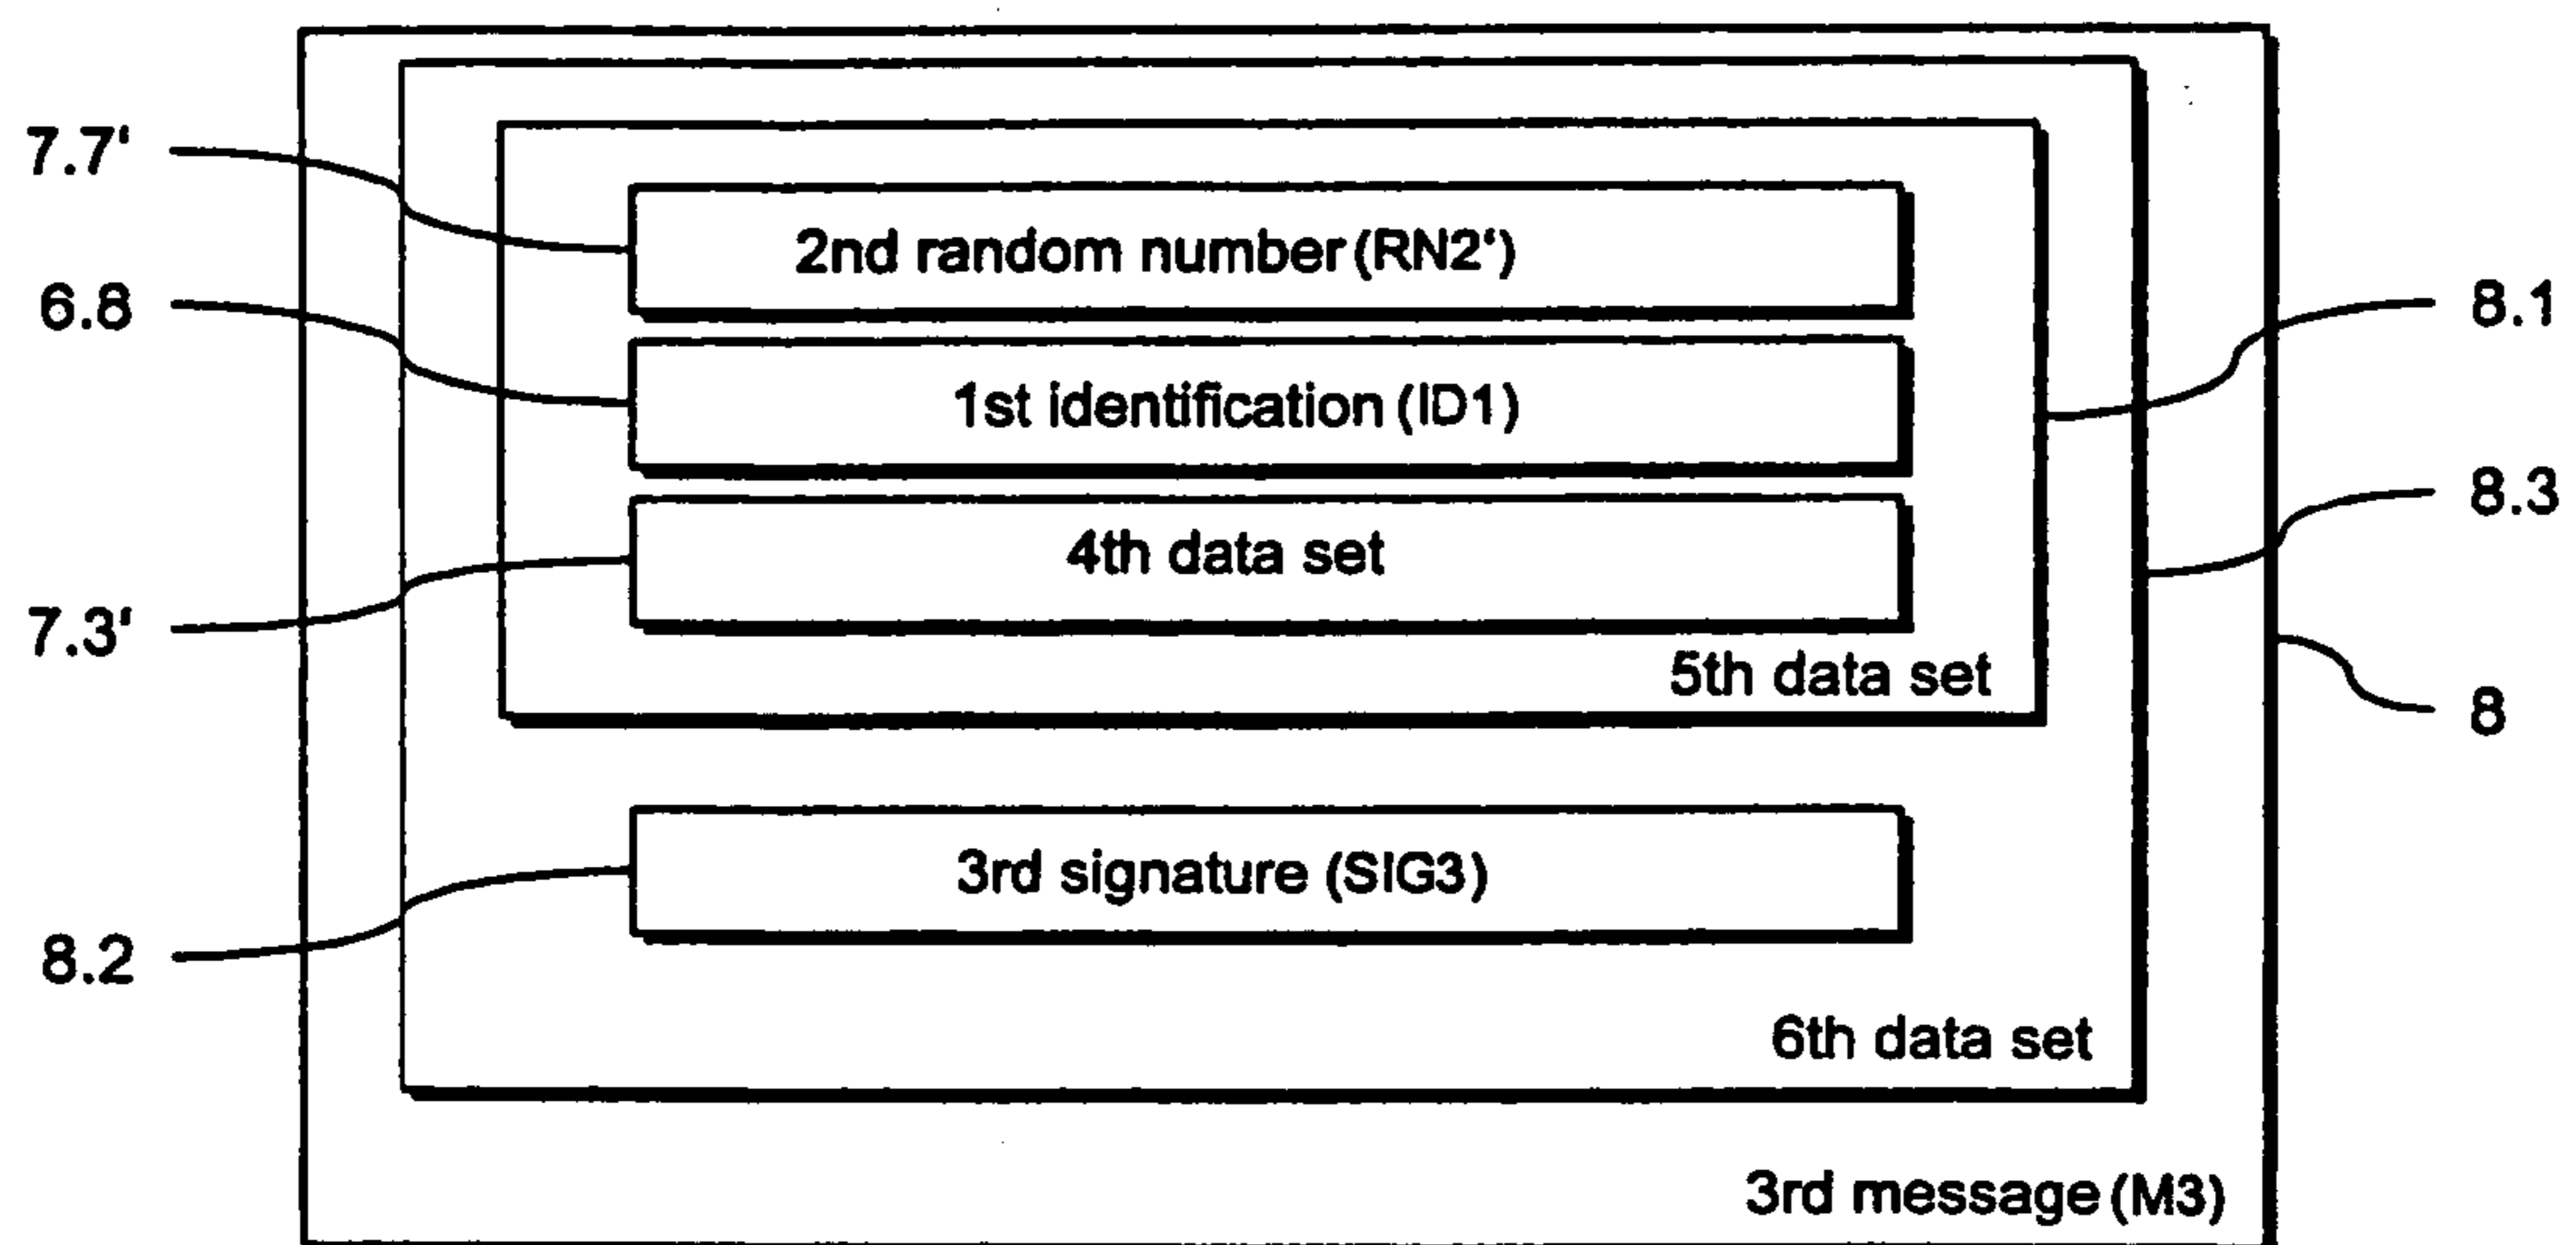 7.7'
2nd random number (RN2')
6.8
8.1
1st identification (ID1)
8.3
4th data set
7.3'
5th data set
8
3rd signature (SIG3)
8.2
6th data set
3rd message (M3)